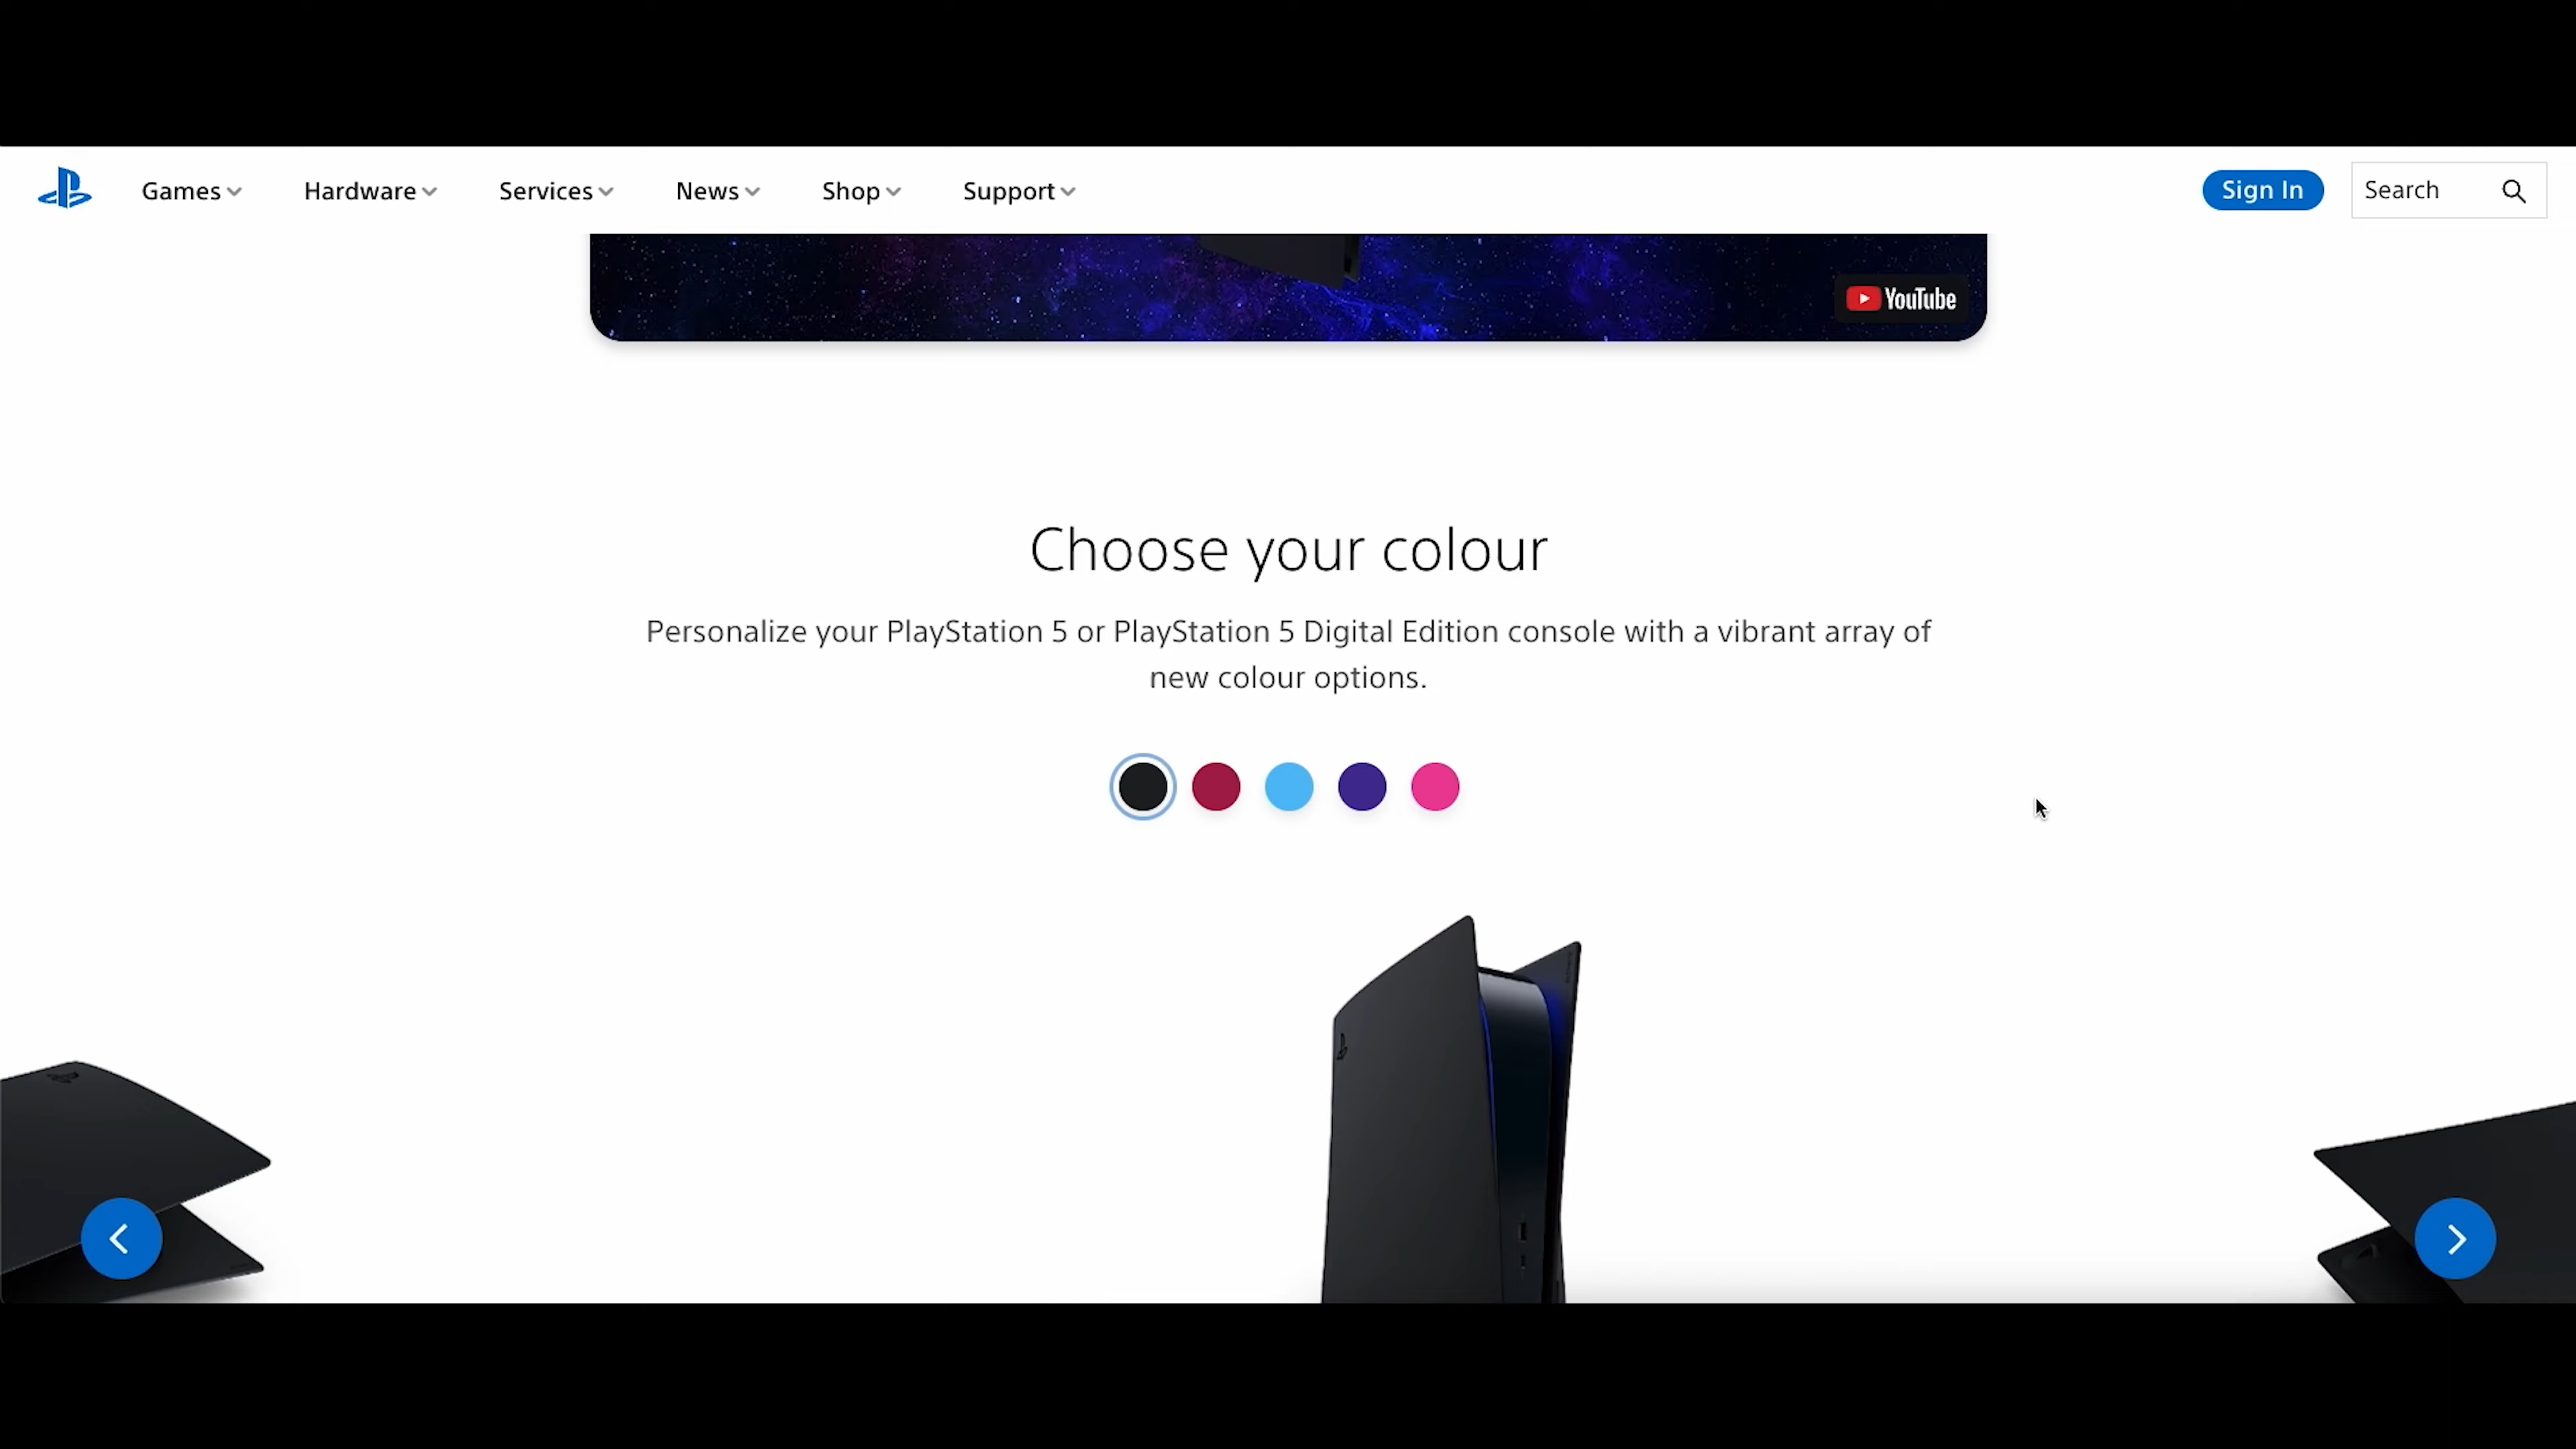 Games
Hardware
Services
News
Shop
Support
Sign In
Search
YouTube
Choose your colour
Personalize your PlayStation 5 or PlayStation 5 Digital Edition console with a vibrant array of
new colour options.